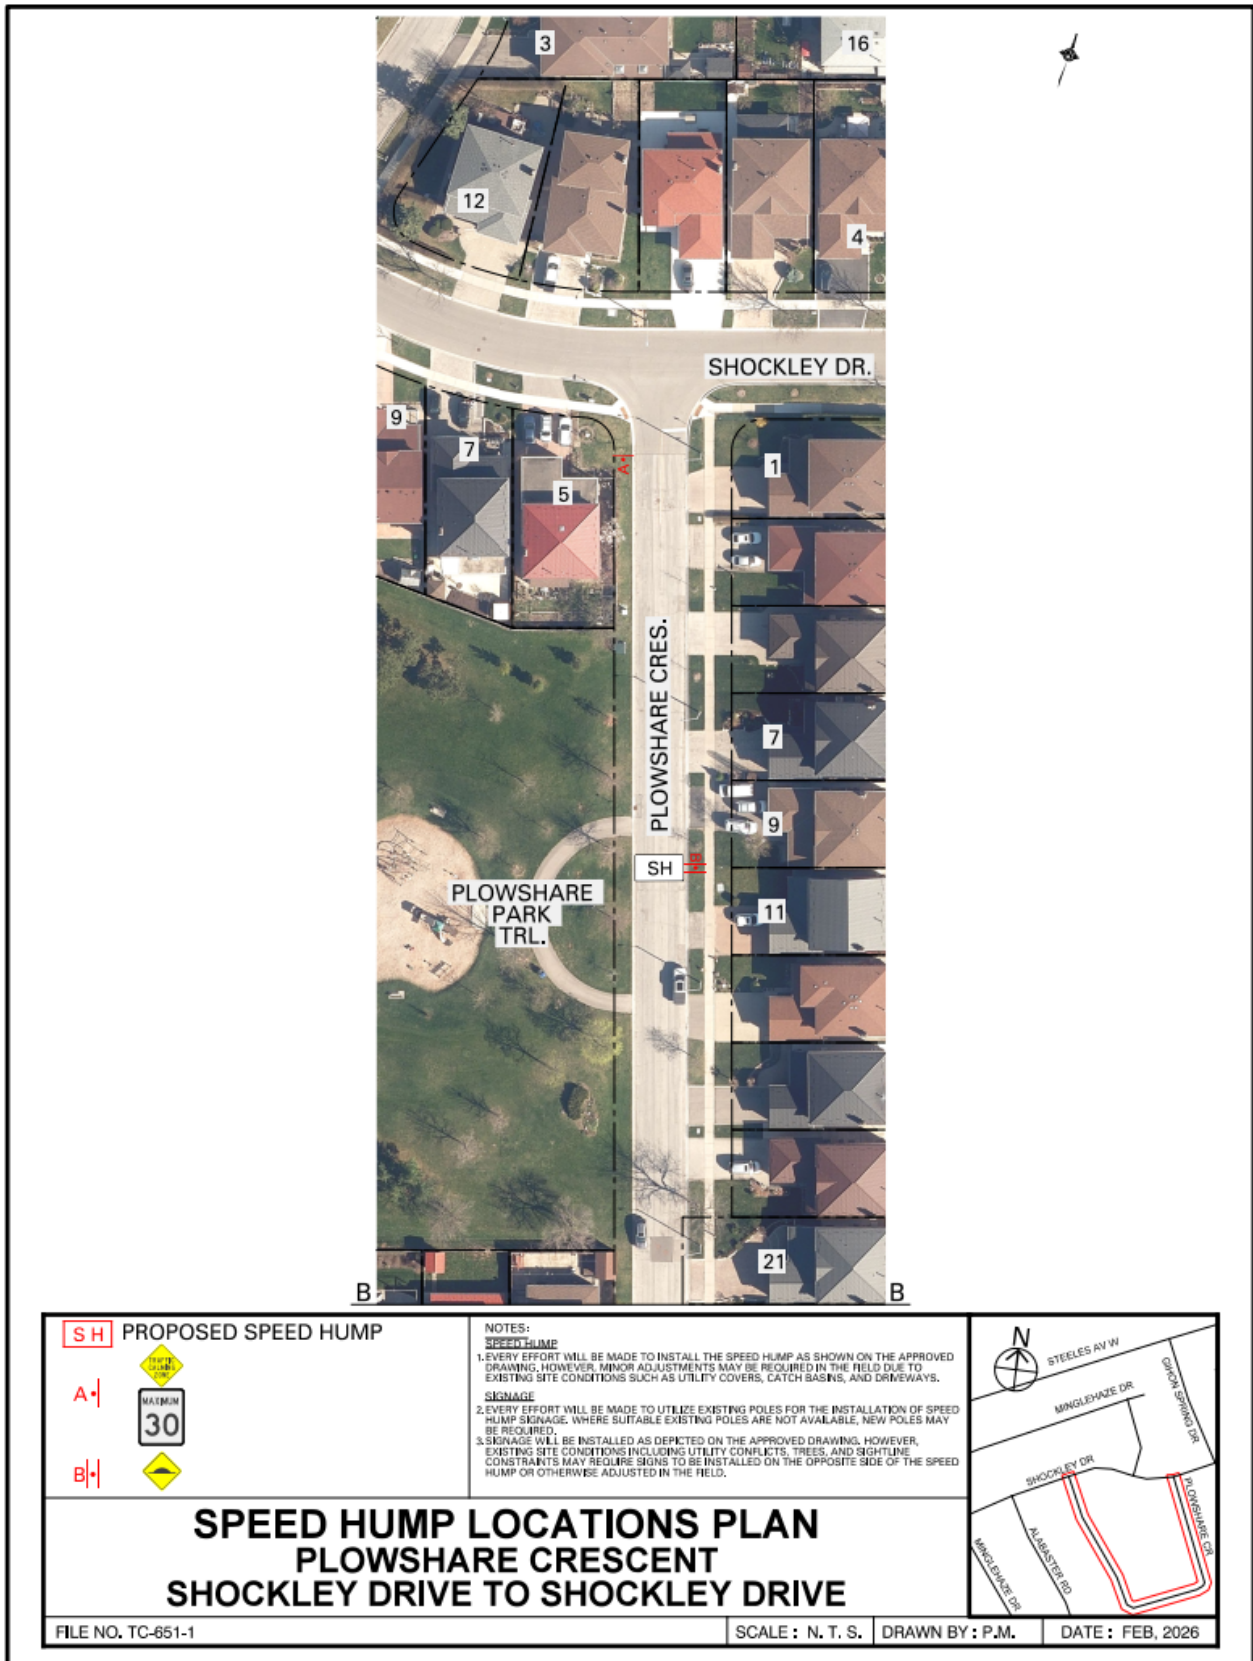 3
16
12
4
SHOCKLEY DR.
9
7
5
1
A
PLOWSHARE CRES.
7
9
B
SH
11
PLOWSHARE
PARK
TRL.
21
B
B
SH PROPOSED SPEED HUMP
TRAFFIC
CALMING
ZONE
A
MAXIMUM
30
B
NOTES:
SPEED HUMP
1. EVERY EFFORT WILL BE MADE TO INSTALL THE SPEED HUMP AS SHOWN ON THE APPROVED
DRAWING. HOWEVER, MINOR ADJUSTMENTS MAY BE REQUIRED IN THE FIELD DUE TO
EXISTING SITE CONDITIONS SUCH AS UTILITY COVERS, CATCH BASINS, AND DRIVEWAYS.
SIGNAGE
2. EVERY EFFORT WILL BE MADE TO UTILIZE EXISTING POLES FOR THE INSTALLATION OF SPEED
HUMP SIGNAGE. WHERE SUITABLE EXISTING POLES ARE NOT AVAILABLE, NEW POLES MAY
BE REQUIRED.
3. SIGNAGE WILL BE INSTALLED AS DEPICTED ON THE APPROVED DRAWING. HOWEVER,
EXISTING SITE CONDITIONS INCLUDING UTILITY CONFLICTS, TREES, AND SIGHTLINE
CONSTRAINTS MAY REQUIRE SIGNS TO BE INSTALLED ON THE OPPOSITE SIDE OF THE SPEED
HUMP OR OTHERWISE ADJUSTED IN THE FIELD.
N
STEELES AV W
GIHON SPRING DR
MINGLEHAZE DR
SHOCKLEY DR
PLOWSHARE CR
ALABASTER RD
MINGLEHAZE DR
SPEED HUMP LOCATIONS PLAN
PLOWSHARE CRESCENT
SHOCKLEY DRIVE TO SHOCKLEY DRIVE
FILE NO. TC-651-1
SCALE : N. T. S.
DRAWN BY : P.M.
DATE : FEB, 2026